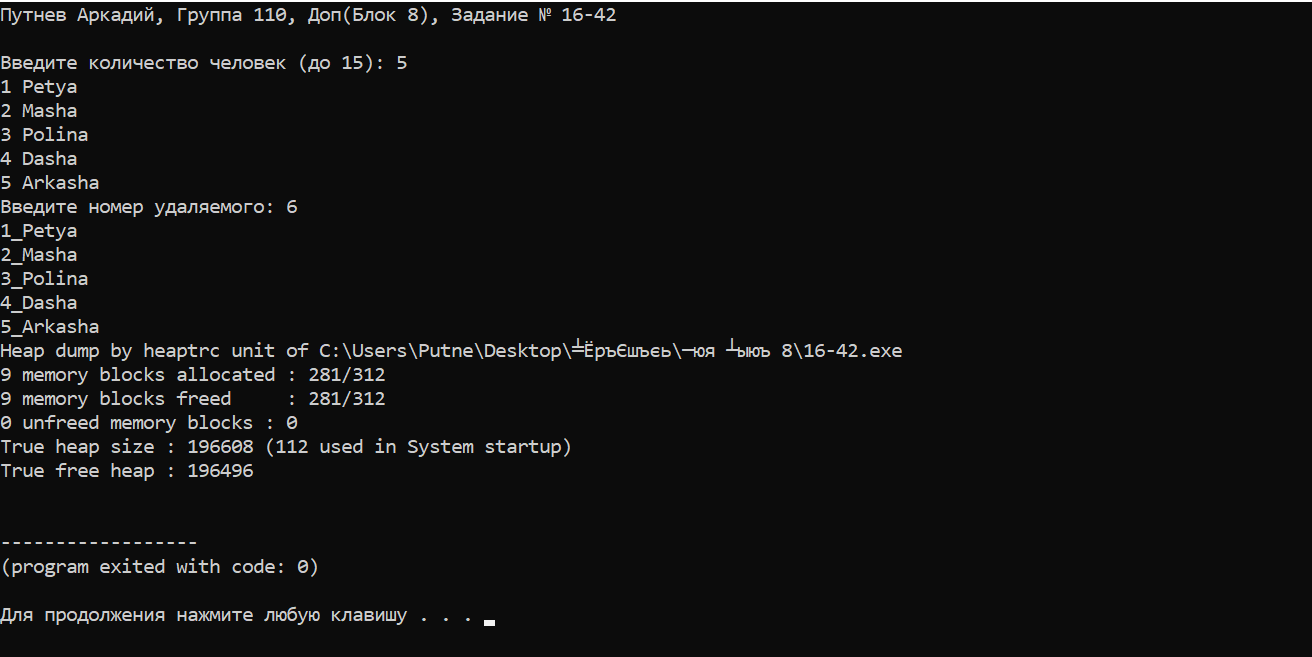 Путнев Аркадий, Группа 110, Доп(Блок 8), Задание № 16-42
Введите количество человек (до 15): 5
1 Petya
2 Masha
3 Polina
4 Dasha
5 Arkasha
Введите номер удаляемого: 6
1_Petya
2_Masha
3_Polina
4_Dasha
5_Arkasha
Heap dump by heaptrc unit of C:\Users\Putne\Desktop\╧ЁръЄшъєь\─юя ┴ыюъ 8\16-42.exe
9 memory blocks allocated : 281/312
9 memory blocks freed     : 281/312
0 unfreed memory blocks : 0
True heap size : 196608 (112 used in System startup)
True free heap : 196496
------------------
(program exited with code: 0)
Для продолжения нажмите любую клавишу . . .